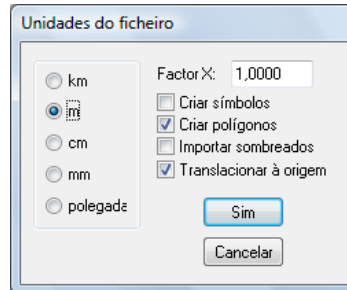 Unidades do ficheiro
km
m
cm
mm
polegada
Factor X: 1,0000
Criar símbolos
Criar polígonos
Importar sombreados
Translacionar à origem
Sim
Cancelar